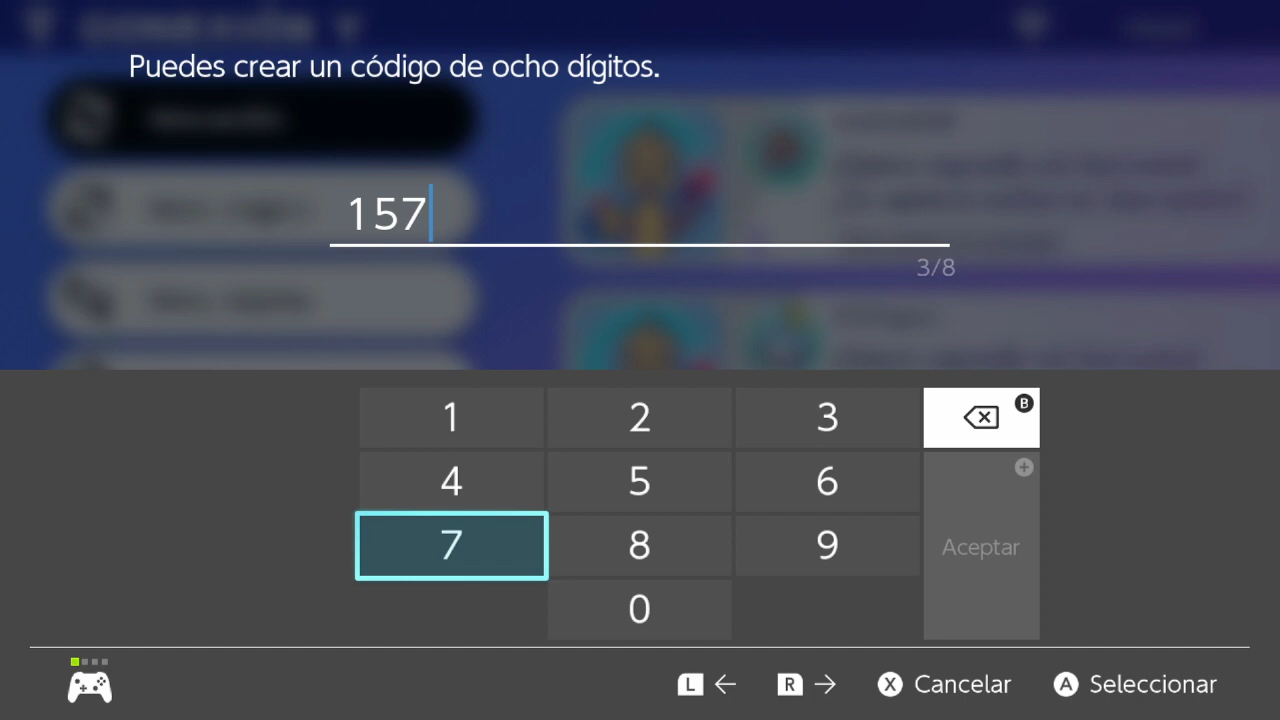 Puedes crear un código de ocho dígitos.
157
3/8
1 2 3 B
4 5 6 +
7 8 9 Aceptar
0
L ← R → X Cancelar A Seleccionar